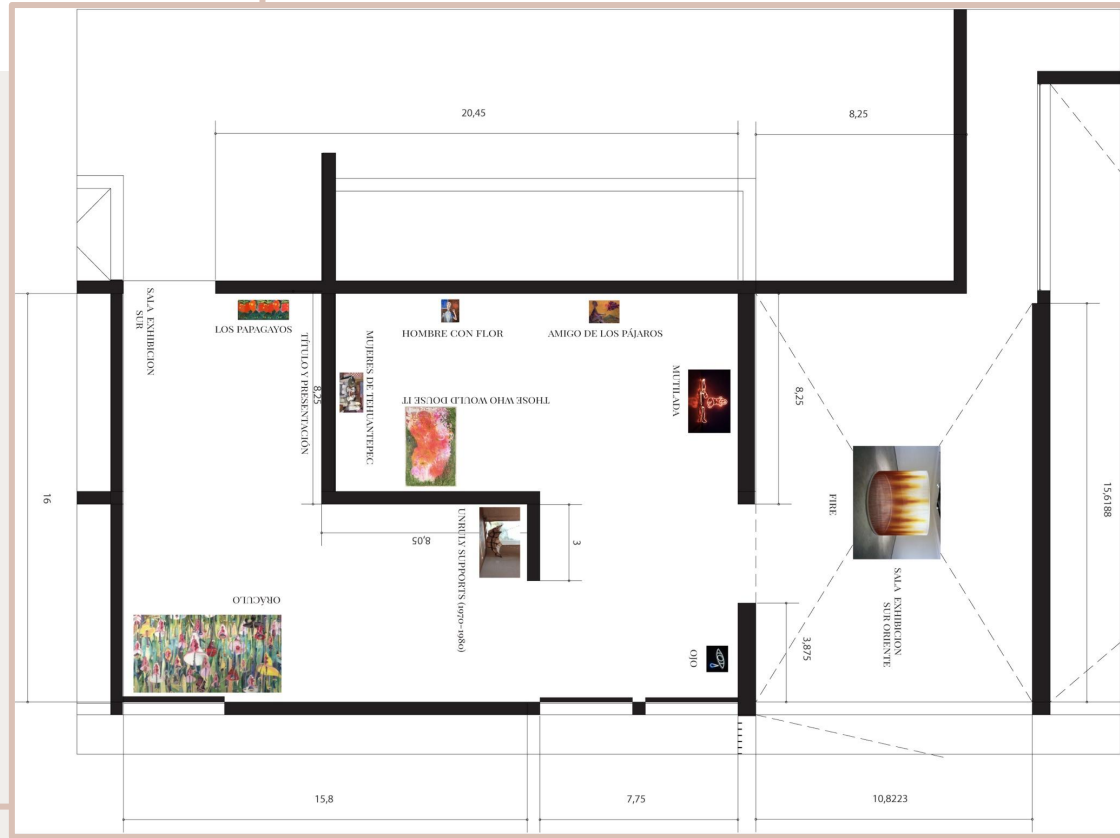 20,45
8,25
SALA EXHIBICION
SUR
LOS PAPAGAYOS
TÍTULO Y PRESENTACIÓN
8,25
MUJERES DE TEHUANTEPEC
HOMBRE CON FLOR
AMIGO DE LOS PÁJAROS
THOSE WHO WOULD DOUSE IT
MUTILADA
8,25
FIRE
SALA EXHIBICION
SUR ORIENTE
15,6188
16
8,05
UNRULY SUPPORTS (1970-1980)
3
ORÁCULO
OJO
3,875
15,8
7,75
10,8223